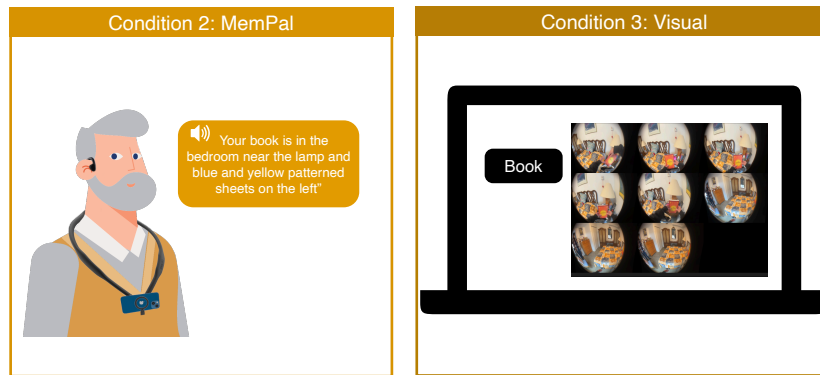 Condition 2: MemPal
Your book is in the
bedroom near the lamp and
blue and yellow patterned
sheets on the left”
Condition 3: Visual
Book